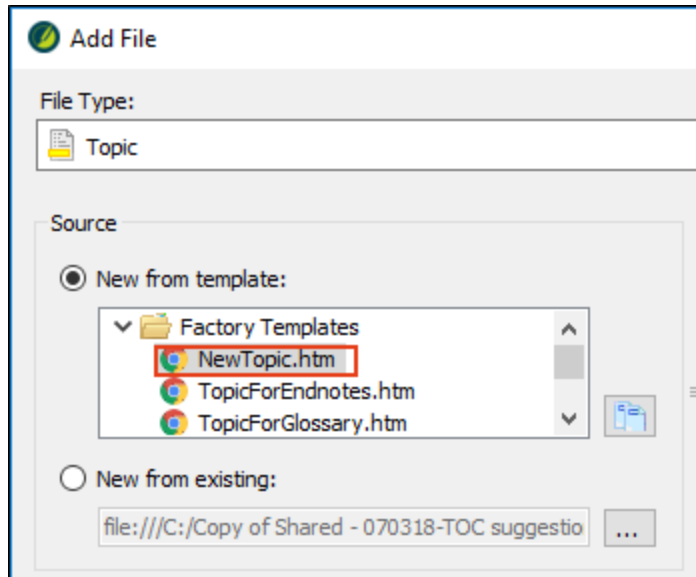 Add File
File Type:
Topic
Source
New from template:
Factory Templates
NewTopic.htm
TopicForEndnotes.htm
TopicForGlossary.htm
New from existing:
file:///C:/Copy of Shared - 070318-TOC suggestio
...